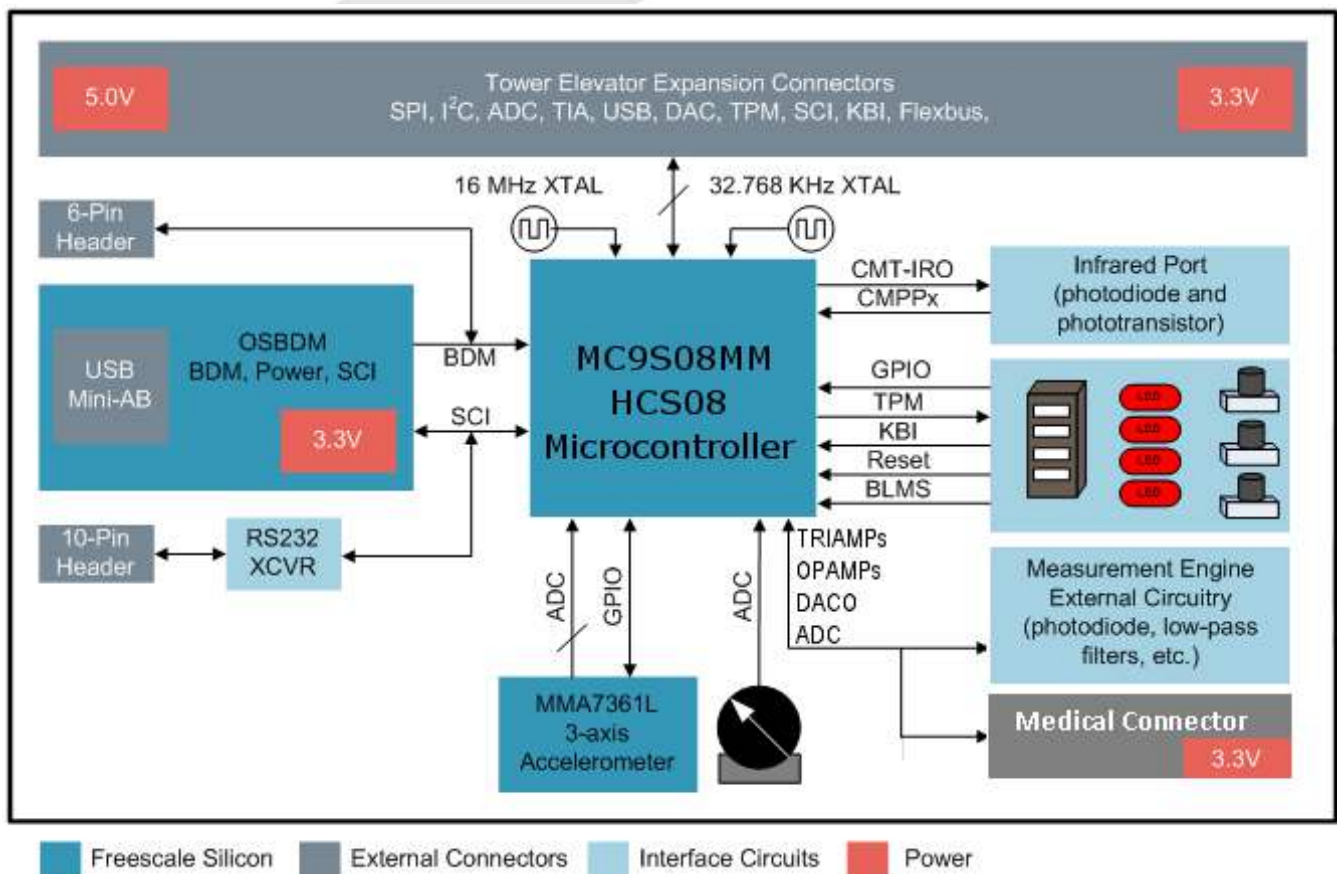 5.0V
Tower Elevator Expansion Connectors
SPI, I²C, ADC, TIA, USB, DAC, TPM, SCI, KBI, Flexbus,
3.3V
16 MHz XTAL
32.768 KHz XTAL
6-Pin
Header
OSBDM
BDM, Power, SCI
USB
Mini-AB
3.3V
BDM
SCI
10-Pin
Header
RS232
XCVR
MC9S08MM
HCS08
Microcontroller
CMT-IRO
CMPPx
Infrared Port
(photodiode and
phototransistor)
GPIO
TPM
KBI
Reset
BLMS
LED
LED
LED
LED
ADC
GPIO
ADC
TRIAMPs
OPAMPs
DACO
ADC
Measurement Engine
External Circuitry
(photodiode, low-pass
filters, etc.)
MMA7361L
3-axis
Accelerometer
Medical Connector
3.3V
Freescale Silicon
External Connectors
Interface Circuits
Power